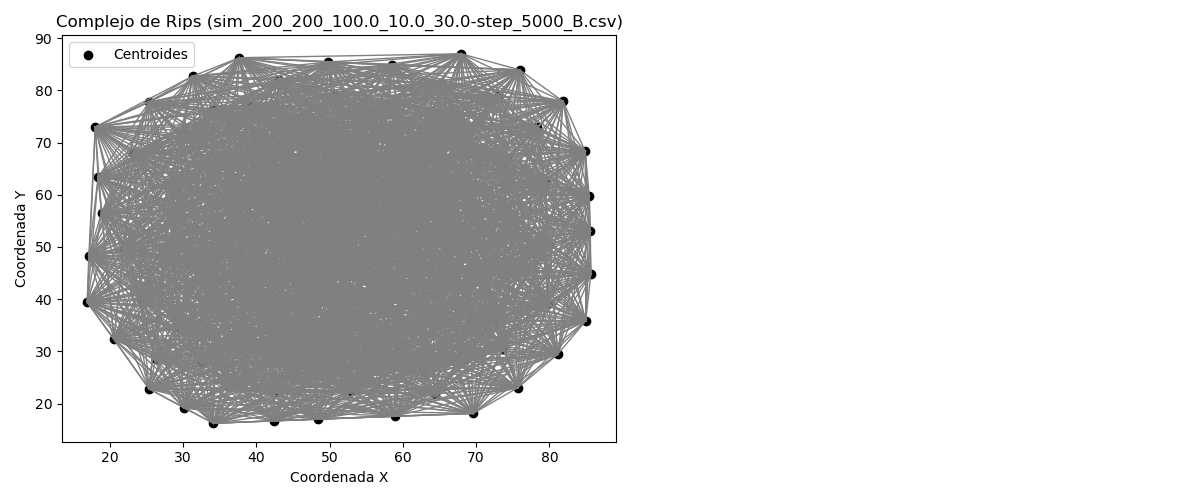 Complejo de Rips (sim_200_200_100.0_10.0_30.0-step_5000_B.csv)
Centroides
90
80
70
60
50
40
30
20
Coordenada Y
20 30 40 50 60 70 80
Coordenada X